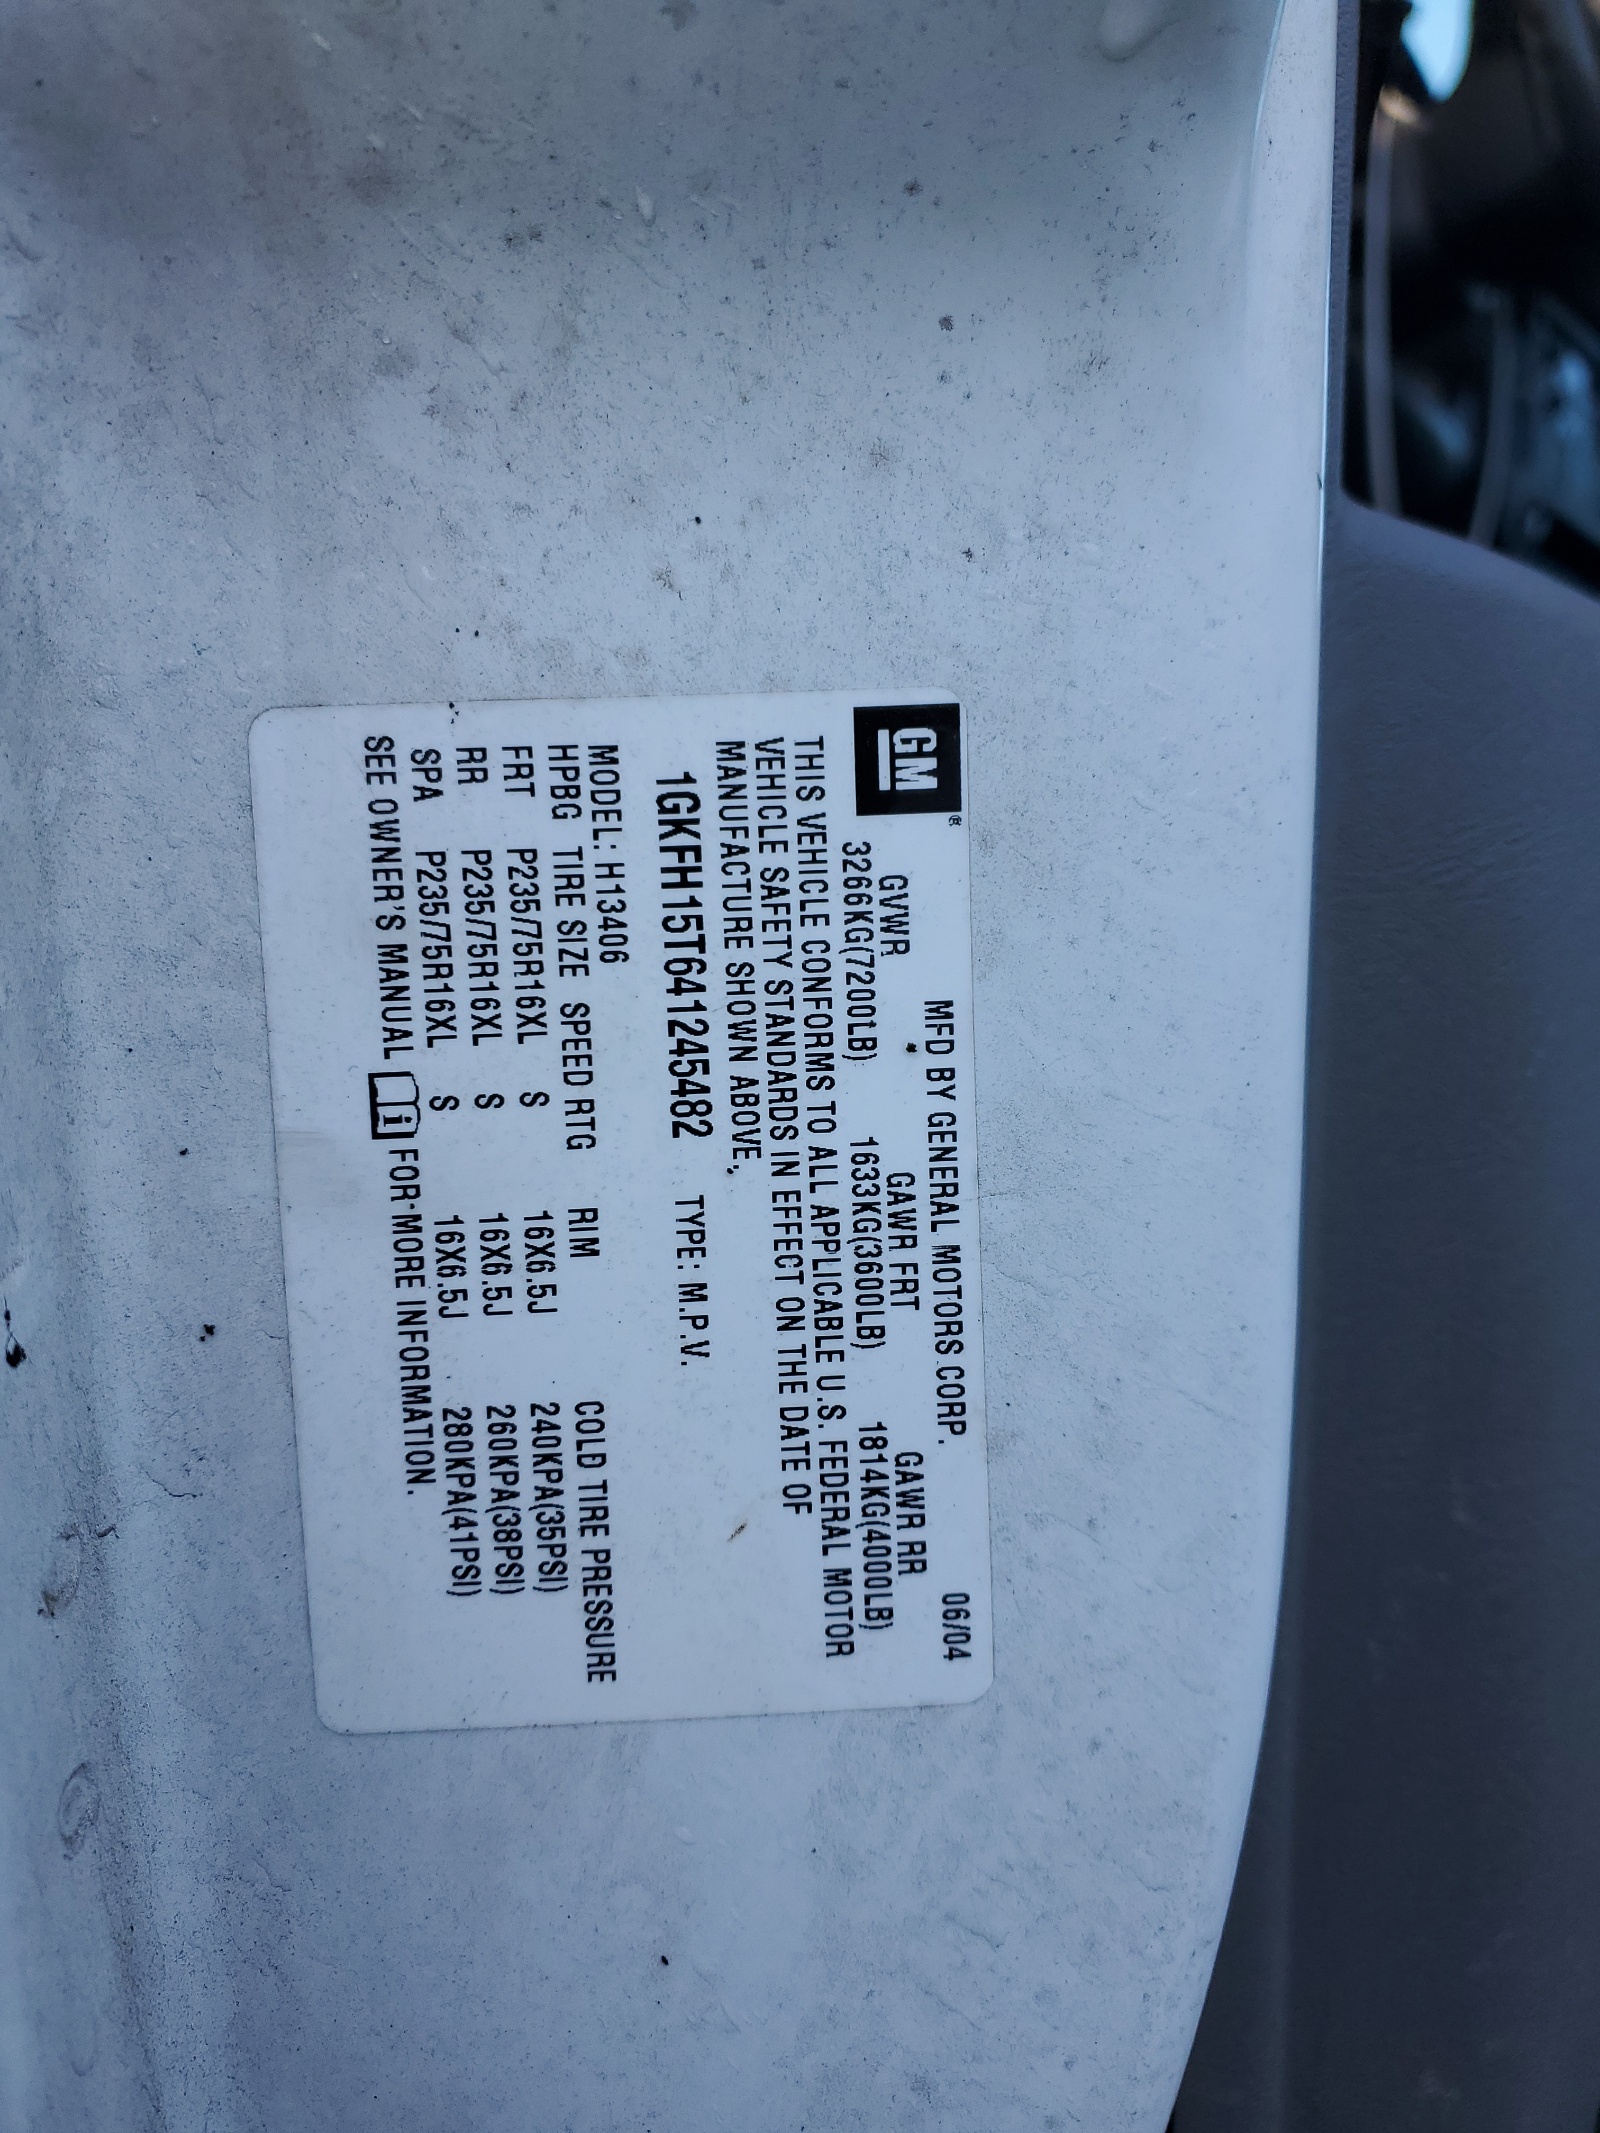 GM®
MFD BY GENERAL MOTORS CORP. 06/04
GVWR GAWR FRT GAWR RR
3266KG(7200LB) 1633KG(3600LB) 1814KG(4000LB)
THIS VEHICLE CONFORMS TO ALL APPLICABLE U.S. FEDERAL MOTOR
VEHICLE SAFETY STANDARDS IN EFFECT ON THE DATE OF
MANUFACTURE SHOWN ABOVE.
1GKFH15T641245482 TYPE: M.P.V.
MODEL: H13406
HPBG TIRE SIZE SPEED RTG RIM COLD TIRE PRESSURE
FRT P235/75R16XL S 16X6.5J 240KPA(35PSI)
RR P235/75R16XL S 16X6.5J 260KPA(38PSI)
SPA P235/75R16XL S 16X6.5J 280KPA(41PSI)
SEE OWNER'S MANUAL i FOR MORE INFORMATION.